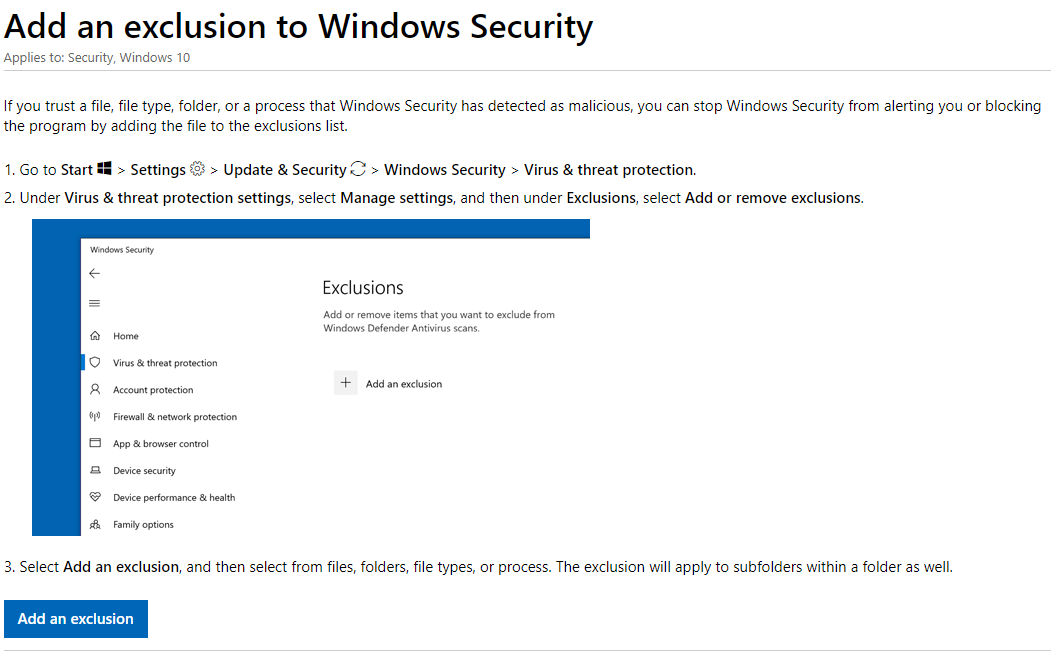 Add an exclusion to Windows Security
Applies to: Security, Windows 10
If you trust a file, file type, folder, or a process that Windows Security has detected as malicious, you can stop Windows Security from alerting you or blocking
the program by adding the file to the exclusions list.
1. Go to Start > Settings > Update & Security > Windows Security > Virus & threat protection.
2. Under Virus & threat protection settings, select Manage settings, and then under Exclusions, select Add or remove exclusions.
Windows Security
Home
Virus & threat protection
Account protection
Firewall & network protection
App & browser control
Device security
Device performance & health
Family options
Exclusions
Add or remove items that you want to exclude from
Windows Defender Antivirus scans.
Add an exclusion
3. Select Add an exclusion, and then select from files, folders, file types, or process. The exclusion will apply to subfolders within a folder as well.
Add an exclusion